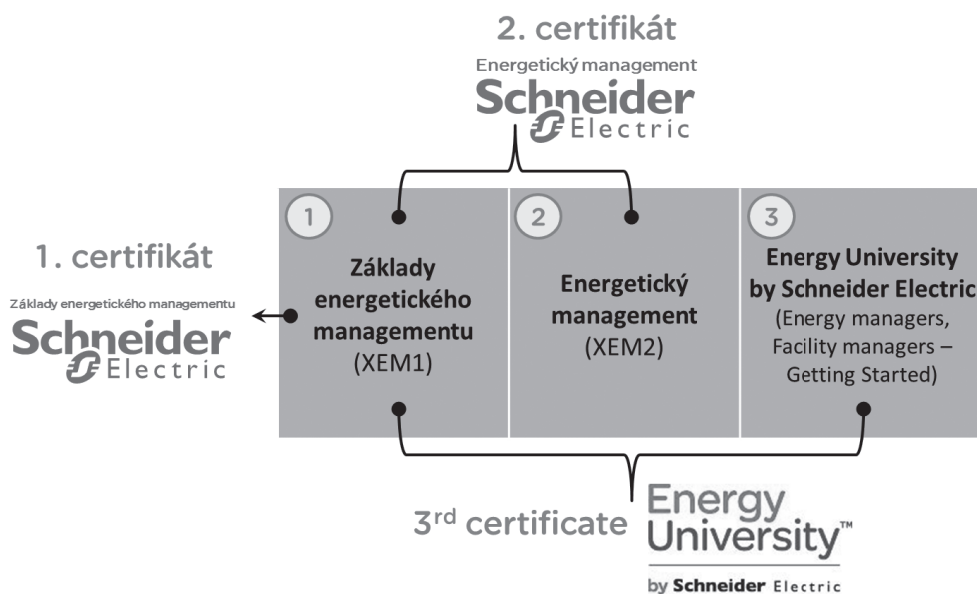 2. certifikát
Energetický management
Schneider
Electric
1. certifikát
Základy energetického managementu
Schneider
Electric
1
Základy
energetického
managementu
(XEM1)
2
Energetický
management
(XEM2)
3
Energy University
by Schneider Electric
(Energy managers,
Facility managers –
Getting Started)
3rd certificate
Energy
University™
by Schneider Electric